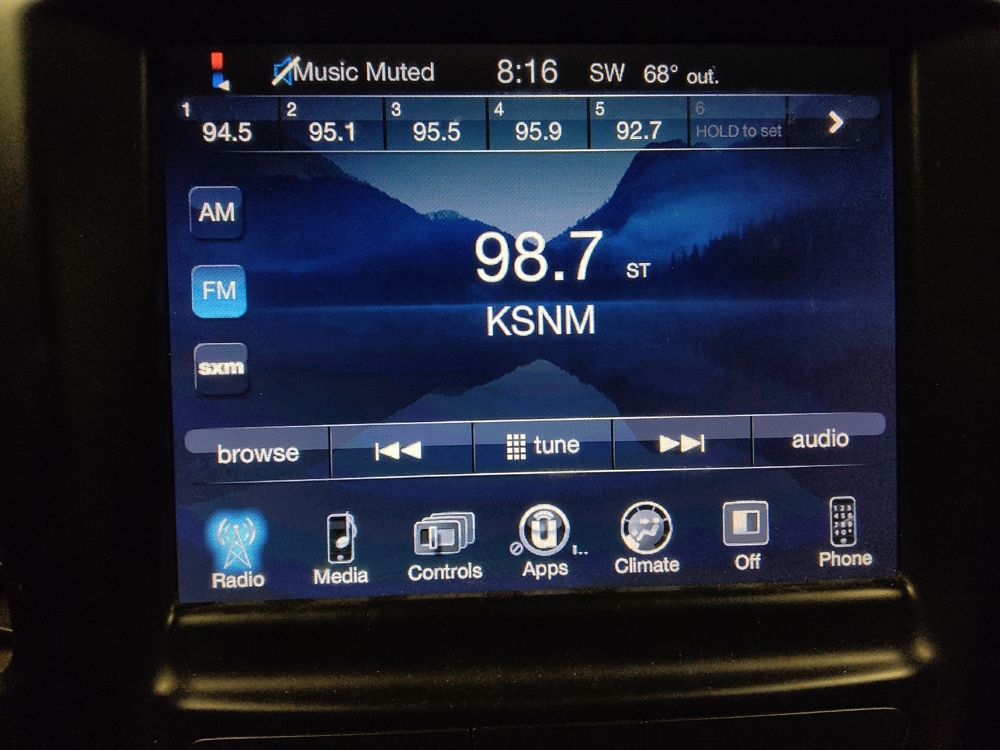 Music Muted 8:16 SW 68° out.
1 2 3 4 5 6
94.5 95.1 95.5 95.9 92.7 HOLD to set
AM
98.7 ST
FM
KSNM
sxm
browse tune audio
Radio Media Controls Apps Climate Off Phone